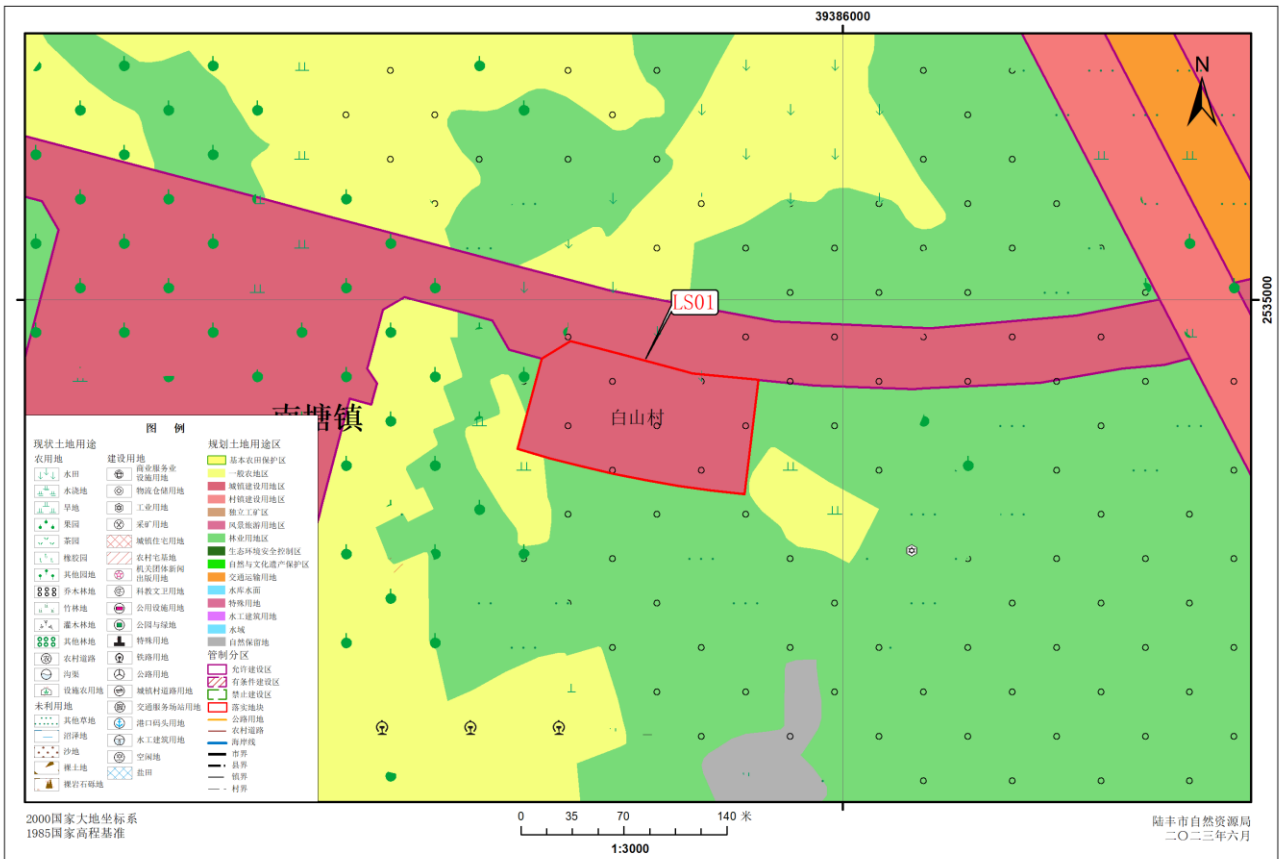 39386000
N
2535000
LS01
白山村
南塘镇
图 例
现状土地用途
农用地
水田
水浇地
旱地
果园
茶园
橡胶园
其他园地
乔木林地
竹林地
灌木林地
其他林地
农村道路
沟渠
设施农用地
未利用地
其他草地
沼泽地
沙地
裸土地
裸岩石砾地
建设用地
商业服务业
设施用地
物流仓储用地
工业用地
采矿用地
城镇住宅用地
农村宅基地
机关团体新闻
出版用地
科教文卫用地
公用设施用地
公园与绿地
特殊用地
铁路用地
公路用地
城镇村道路用地
交通服务场站用地
港口码头用地
水工建筑用地
空闲地
盐田
规划土地用途区
基本农田保护区
一般农地区
城镇建设用地区
村镇建设用地区
独立工矿区
风景旅游用地区
林业用地区
生态环境安全控制区
自然与文化遗产保护区
交通运输用地
水库水面
特殊用地
水工建筑用地
水域
自然保留地
管制分区
允许建设区
有条件建设区
禁止建设区
落实地块
公路用地
农村道路
海岸线
市界
县界
镇界
村界
2000国家大地坐标系
1985国家高程基准
0 35 70 140 米
1:3000
陆丰市自然资源局
二〇二三年六月